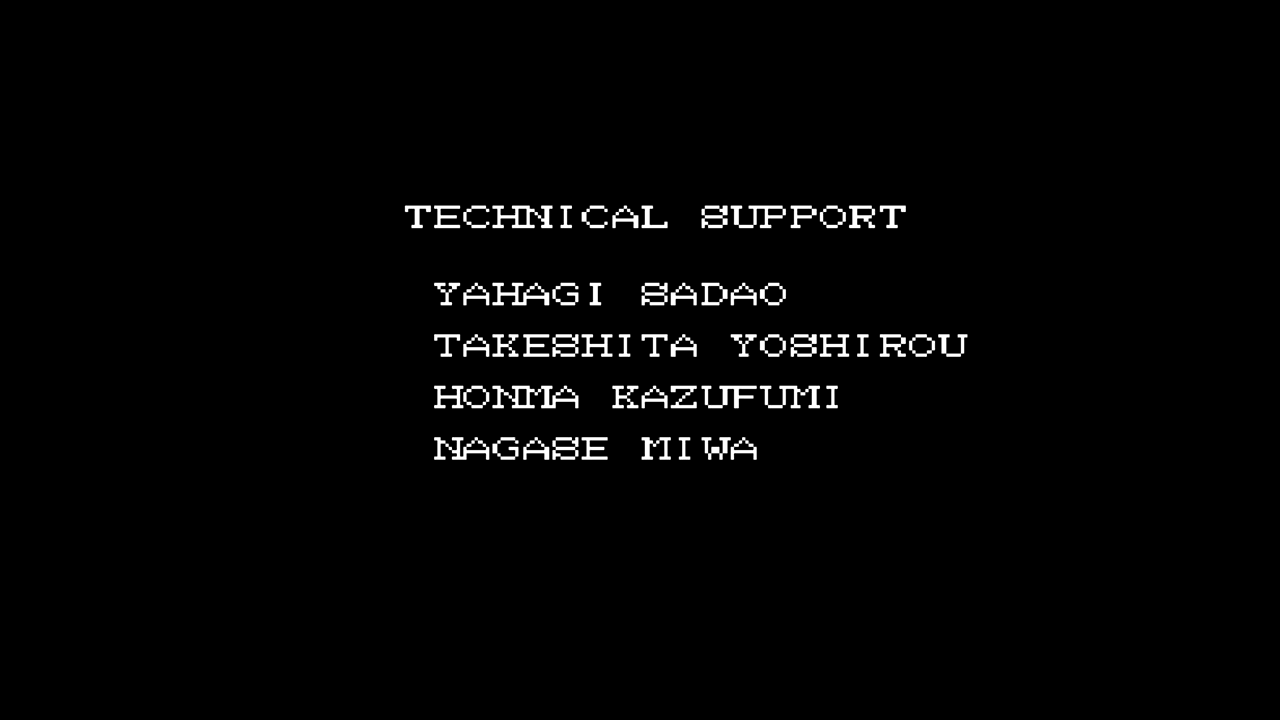 TECHNICAL SUPPORT
YAHAGI SADAO
TAKESHITA YOSHIROU
HONMA KAZUFUMI
NAGASE MIWA